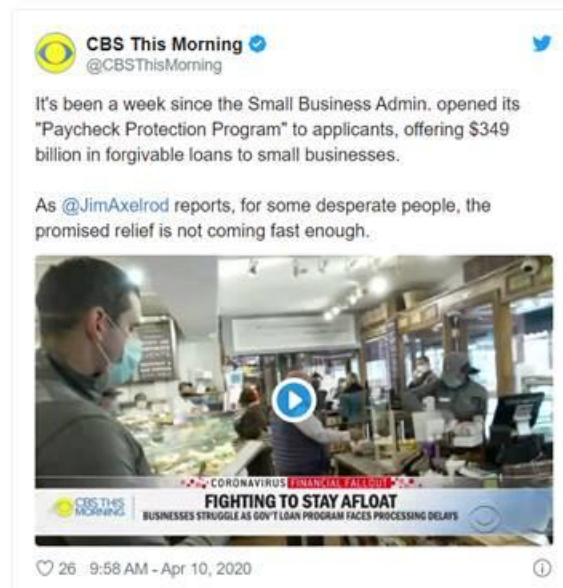 CBS This Morning
@CBSThisMorning
It's been a week since the Small Business Admin. opened its
"Paycheck Protection Program" to applicants, offering $349
billion in forgivable loans to small businesses.
As @JimAxelrod reports, for some desperate people, the
promised relief is not coming fast enough.
CORONAVIRUS FINANCIAL FALLOUT
CBS THIS
MORNING
FIGHTING TO STAY AFLOAT
BUSINESSES STRUGGLE AS GOV'T LOAN PROGRAM FACES PROCESSING DELAYS
26 9:58 AM - Apr 10, 2020